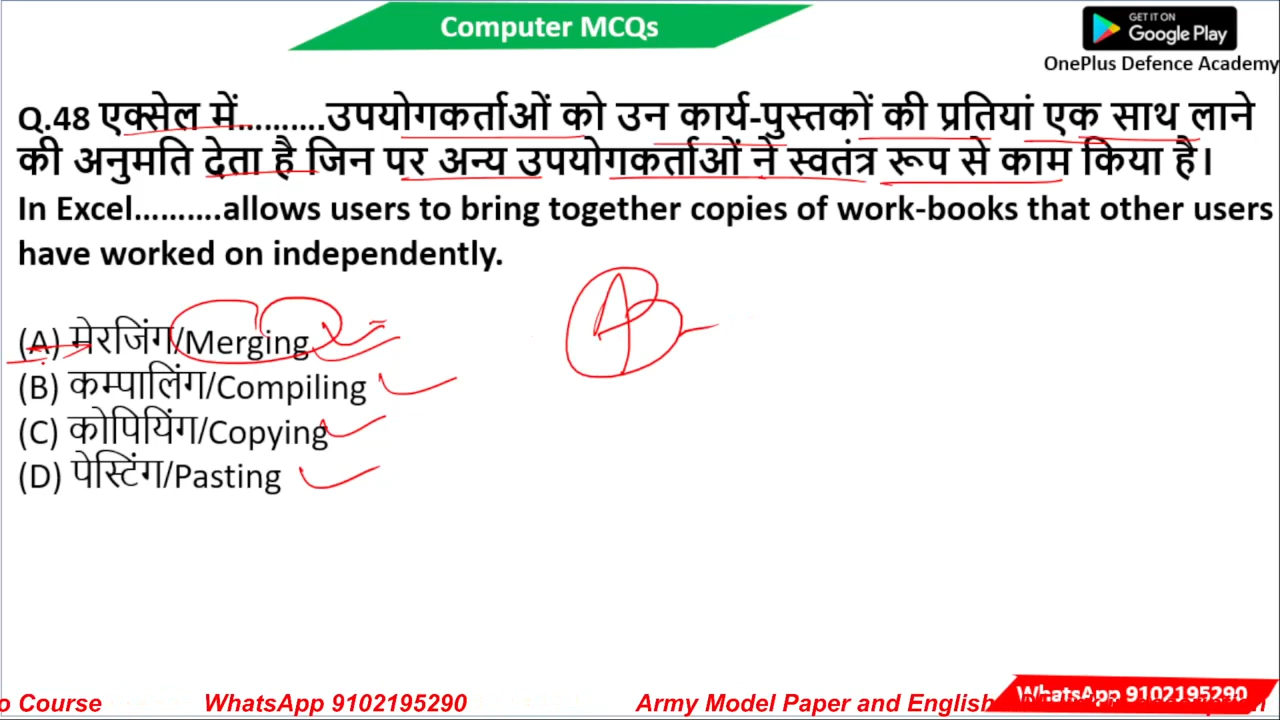 Computer MCQs
GET IT ON
Google Play
OnePlus Defence Academy
Q.48 एक्सेल में..........उपयोगकर्ताओं को उन कार्य-पुस्तकों की प्रतियां एक साथ लाने
की अनुमति देता है जिन पर अन्य उपयोगकर्ताओं ने स्वतंत्र रूप से काम किया है।
In Excel..........allows users to bring together copies of work-books that other users
have worked on independently.
(A) मेरजिंग/Merging
(B) कम्पालिंग/Compiling
(C) कोपियिंग/Copying
(D) पेस्टिंग/Pasting
A
WhatsApp 9102195290
o Course WhatsApp 9102195290 Army Model Paper and English